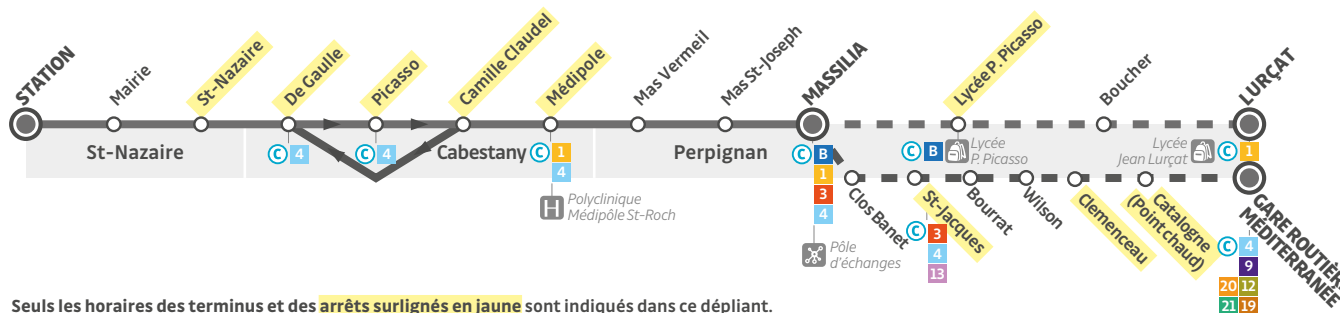 STATION
Mairie
St-Nazaire
De Gaulle
Picasso
Camille Claudel
Médipole
Mas Vermeil
Mas St-Joseph
MASSILIA
Lycée P. Picasso
Boucher
LURÇAT
St-Nazaire
Cabestany
Perpignan
C 4
C 4
C 1
4
Polyclinique
Médipôle St-Roch
C B
1
3
4
Pôle
d'échanges
C B
Lycée
P. Picasso
Lycée
Jean Lurçat
C 1
Clos Banet
St-Jacques
C 3
4
13
Bourrat
Wilson
Clemenceau
Catalogne
(Point chaud)
GARE ROUTIÈRE
MÉDITERRANÉE
C 4
9
20 12
21 19
H
Seuls les horaires des terminus et des arrêts surlignés en jaune sont indiqués dans ce dépliant.